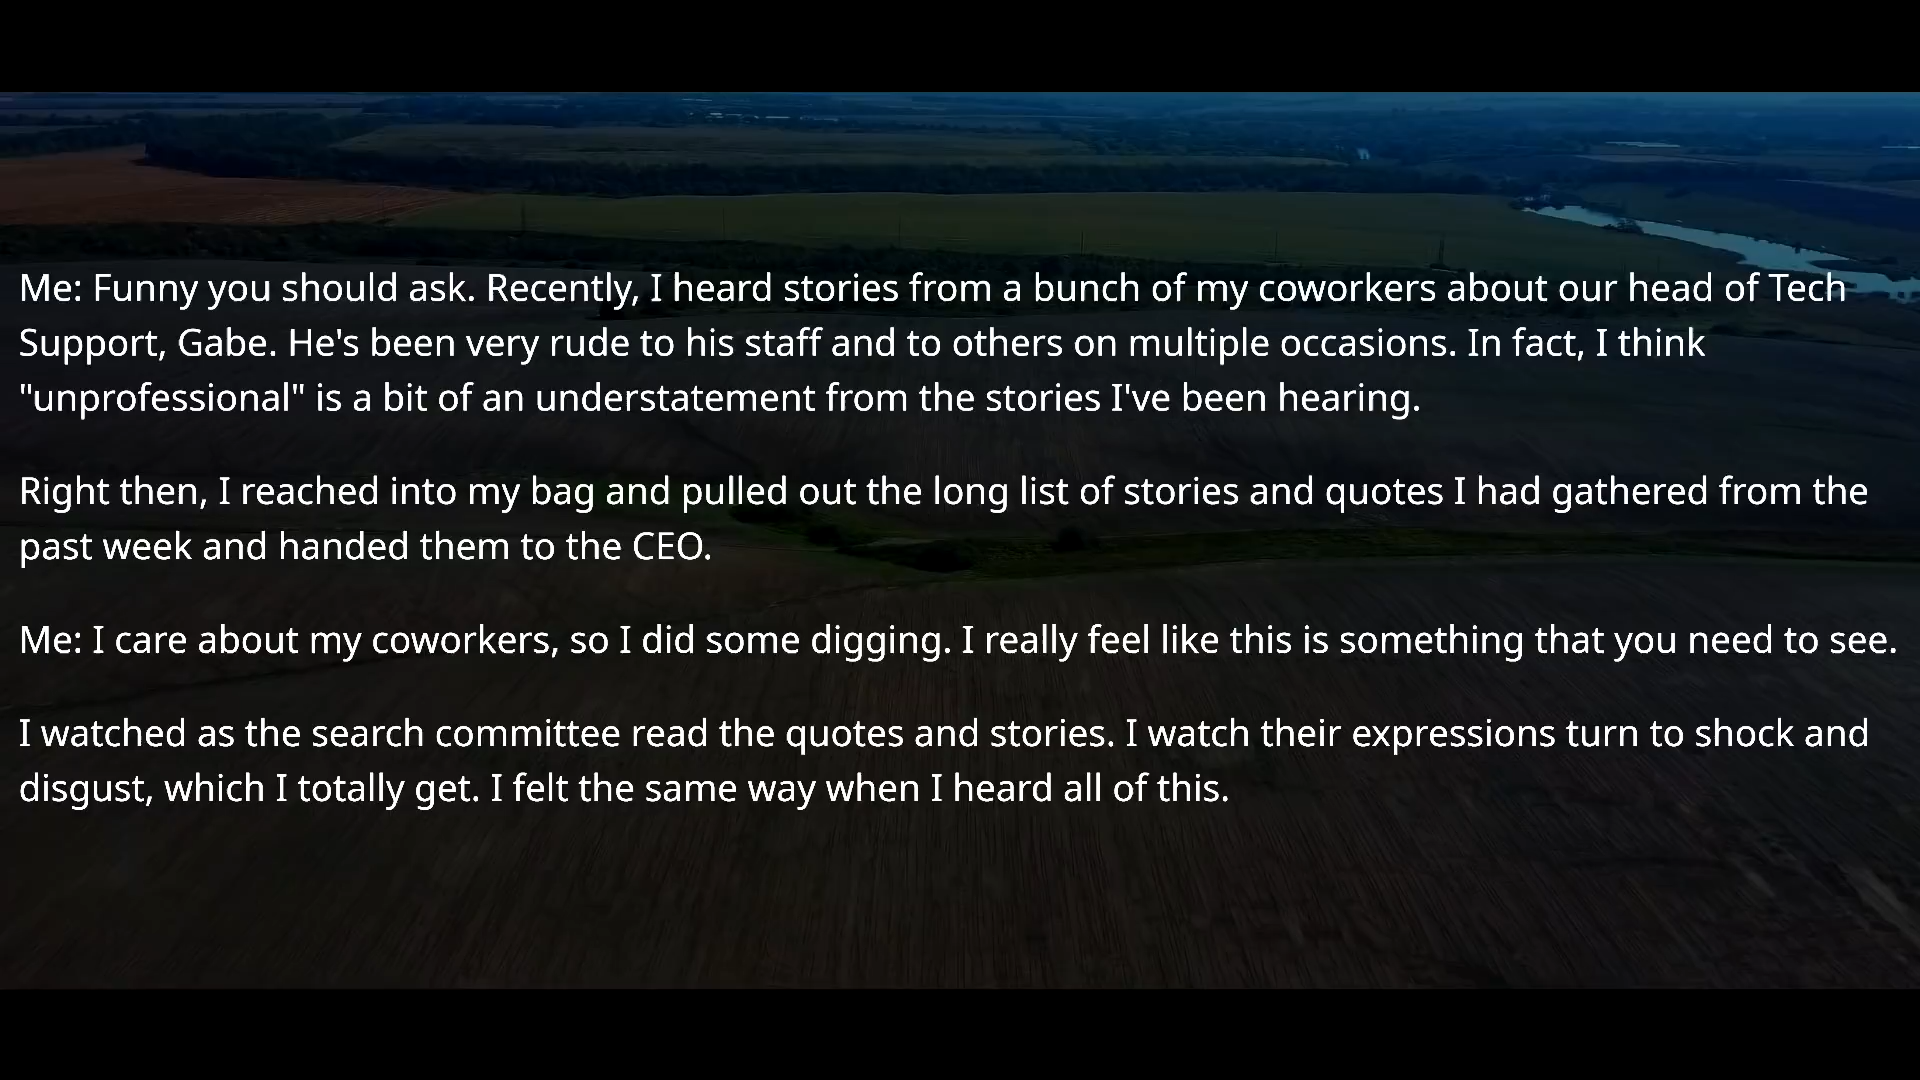 Me: Funny you should ask. Recently, I heard stories from a bunch of my coworkers about our head of Tech
Support, Gabe. He's been very rude to his staff and to others on multiple occasions. In fact, I think
"unprofessional" is a bit of an understatement from the stories I've been hearing.
Right then, I reached into my bag and pulled out the long list of stories and quotes I had gathered from the
past week and handed them to the CEO.
Me: I care about my coworkers, so I did some digging. I really feel like this is something that you need to see.
I watched as the search committee read the quotes and stories. I watch their expressions turn to shock and
disgust, which I totally get. I felt the same way when I heard all of this.